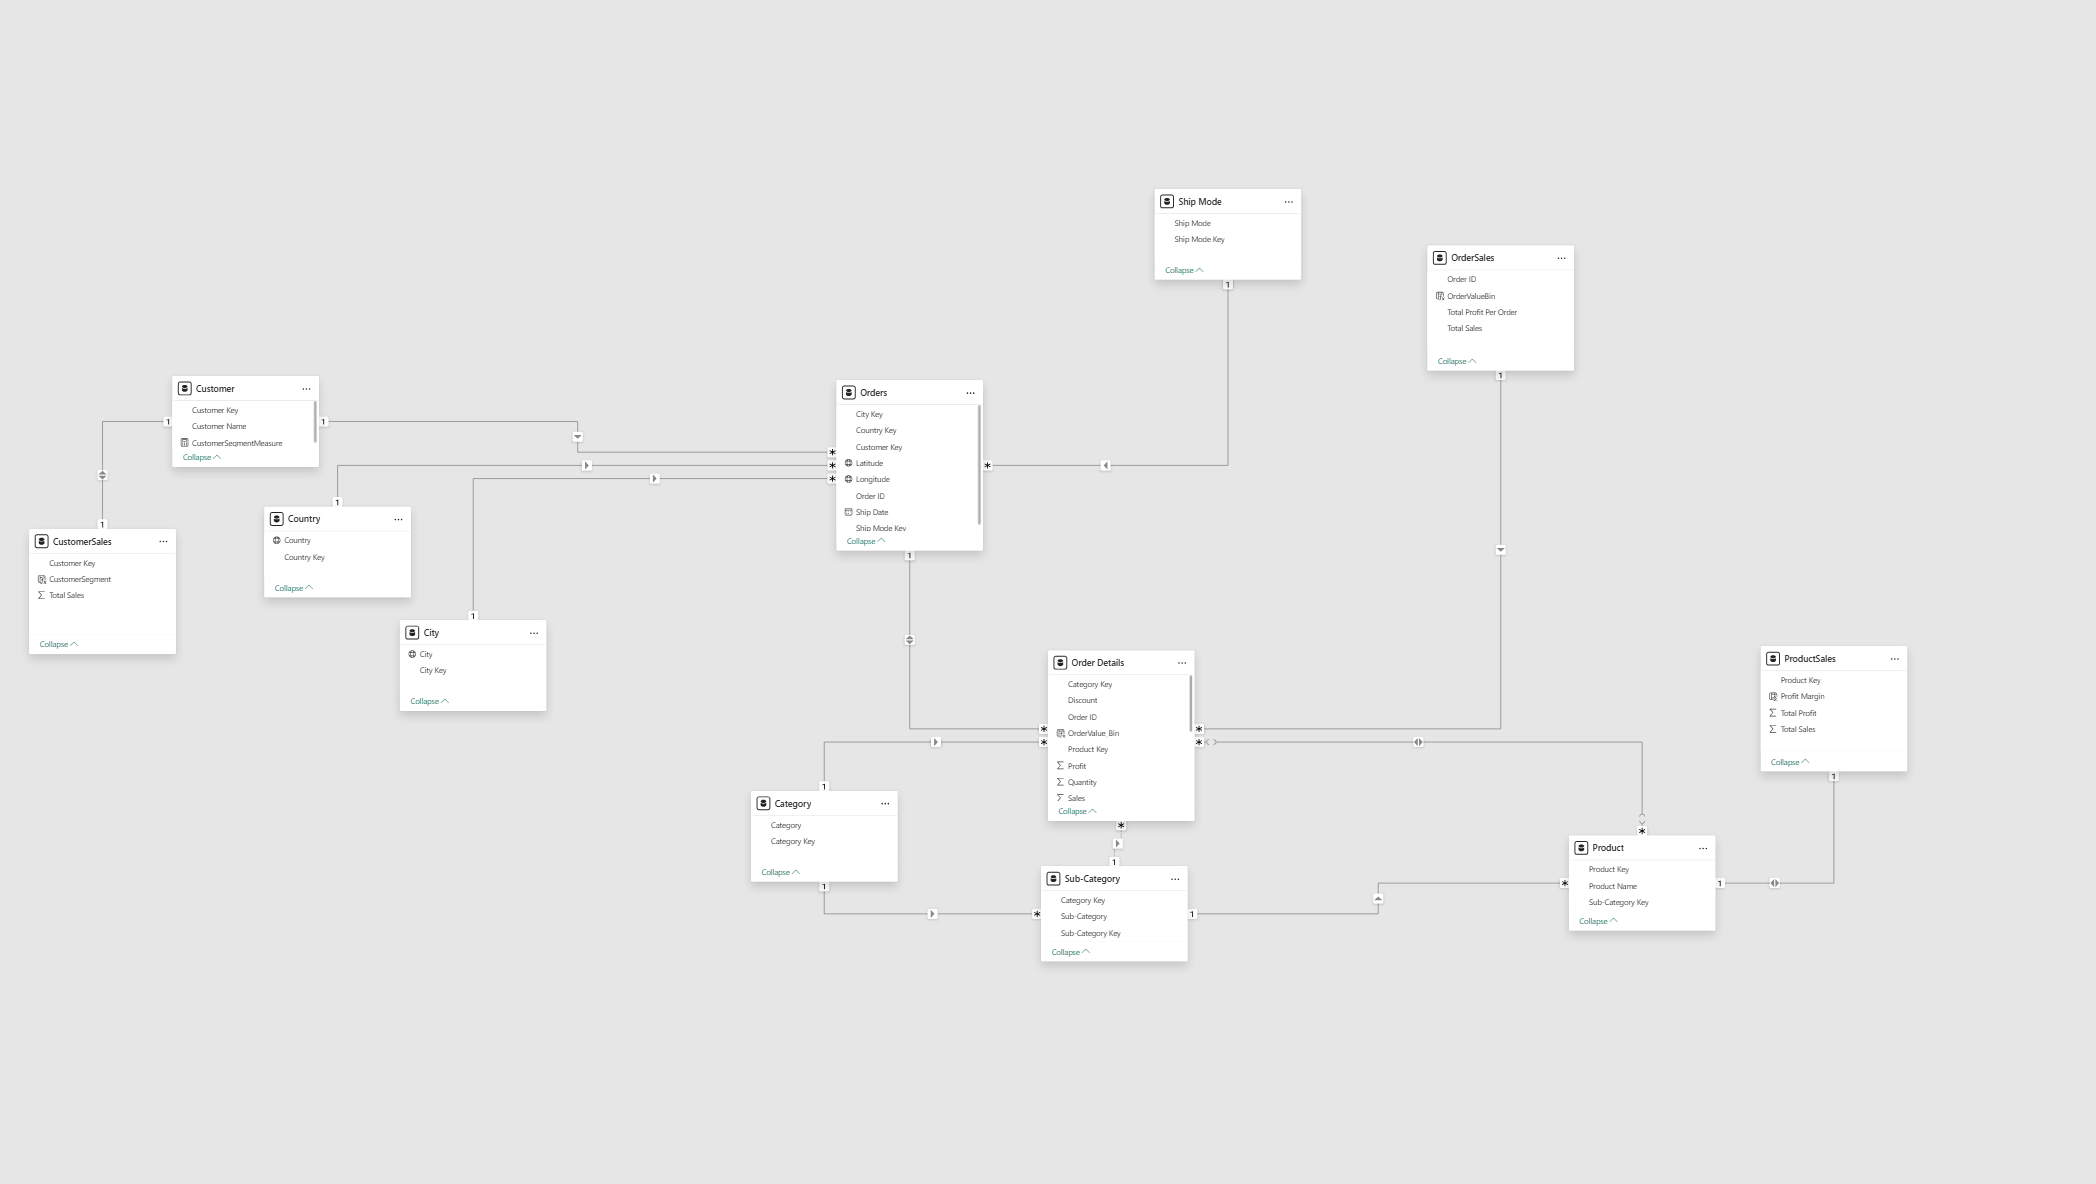 Ship Mode
Ship Mode
Ship Mode Key
Collapse
1
OrderSales
Order ID
OrderValueBin
Total Profit Per Order
Total Sales
Collapse
1
Customer
Customer Key
Customer Name
CustomerSegmentMeasure
Collapse
1
1
Orders
City Key
Country Key
Customer Key
Latitude
Longitude
Order ID
Ship Date
Ship Mode Key
Collapse
*
*
*
*
1
CustomerSales
Customer Key
CustomerSegment
Total Sales
Collapse
1
Country
Country
Country Key
Collapse
1
City
City
City Key
Collapse
1
Order Details
Category Key
Discount
Order ID
OrderValue_Bin
Product Key
Profit
Quantity
Sales
Collapse
*
*
*
*
*
ProductSales
Product Key
Profit Margin
Total Profit
Total Sales
Collapse
1
Category
Category
Category Key
Collapse
1
1
Sub-Category
Category Key
Sub-Category
Sub-Category Key
Collapse
1
*
1
Product
Product Key
Product Name
Sub-Category Key
Collapse
*
*
1